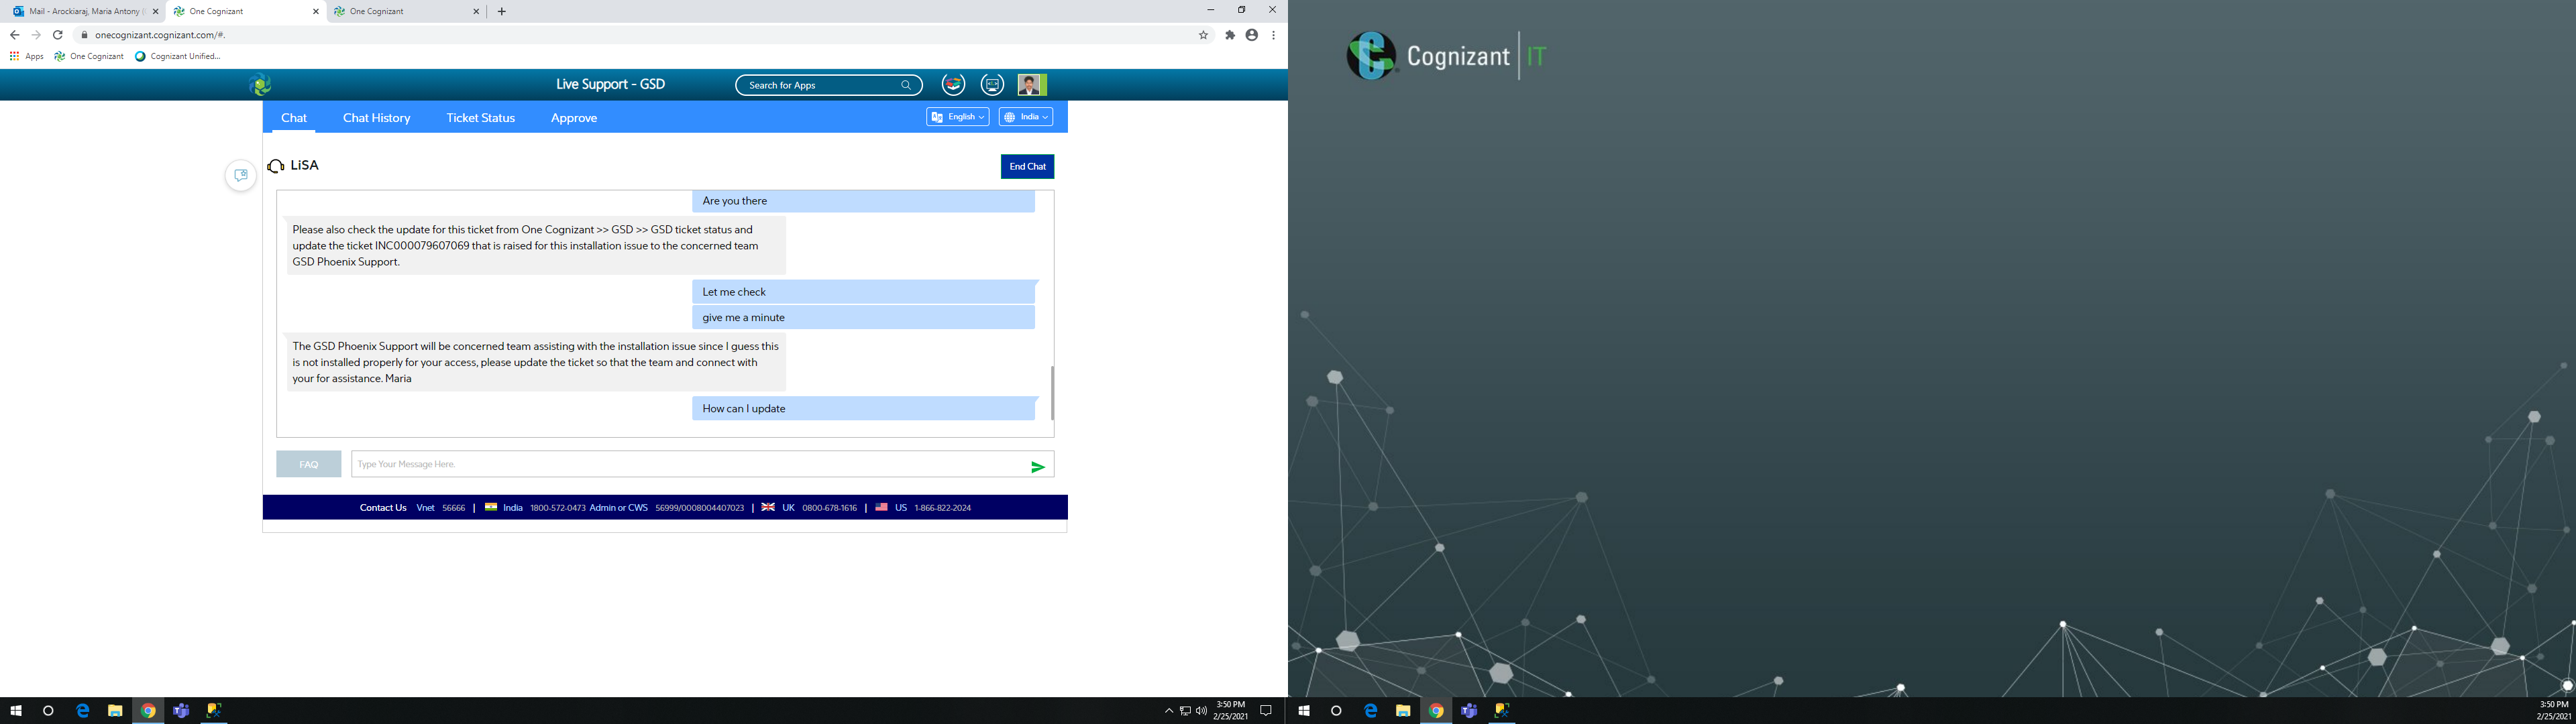 Mail - Arockiaraj, Maria Antony (
One Cognizant
One Cognizant
onecognizant.cognizant.com/#.
Apps
One Cognizant
Cognizant Unified...
Live Support - GSD
Search for Apps
Chat
Chat History
Ticket Status
Approve
English
India
LiSA
End Chat
Are you there
Please also check the update for this ticket from One Cognizant >> GSD >> GSD ticket status and
update the ticket INC000079607069 that is raised for this installation issue to the concerned team
GSD Phoenix Support.
Let me check
give me a minute
The GSD Phoenix Support will be concerned team assisting with the installation issue since I guess this
is not installed properly for your access, please update the ticket so that the team and connect with
your for assistance. Maria
How can I update
FAQ
Type Your Message Here.
Contact Us Vnet 56666 | India 1800-572-0473 Admin or CWS 56999/0008004407023 | UK 0800-678-1616 | US 1-866-822-2024
3:50 PM
2/25/2021
Cognizant IT
3:50 PM
2/25/2021